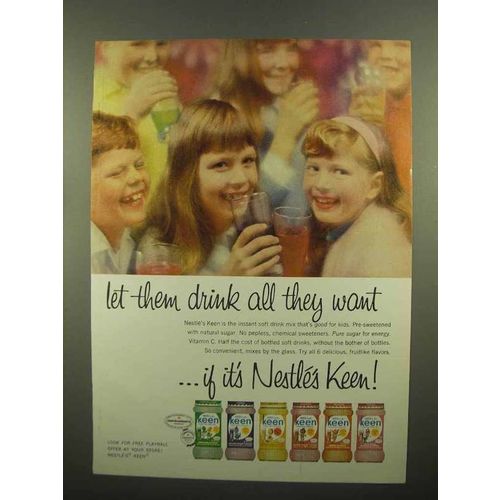 let them drink all they want
Nestlé's Keen is the instant soft drink mix that's good for kids. Pre-sweetened
with natural sugar. No pepless, chemical sweeteners. Pure sugar for energy.
Vitamin C. Half the cost of bottled soft drinks, without the bother of bottles.
So convenient, mixes by the glass. Try all 6 delicious, fruitlike flavors.
...if it's Nestlé's Keen!
keen keen keen keen keen keen
LOOK FOR FREE PLAYBALL
OFFER AT YOUR STORE!
NESTLÉ'S® KEEN®